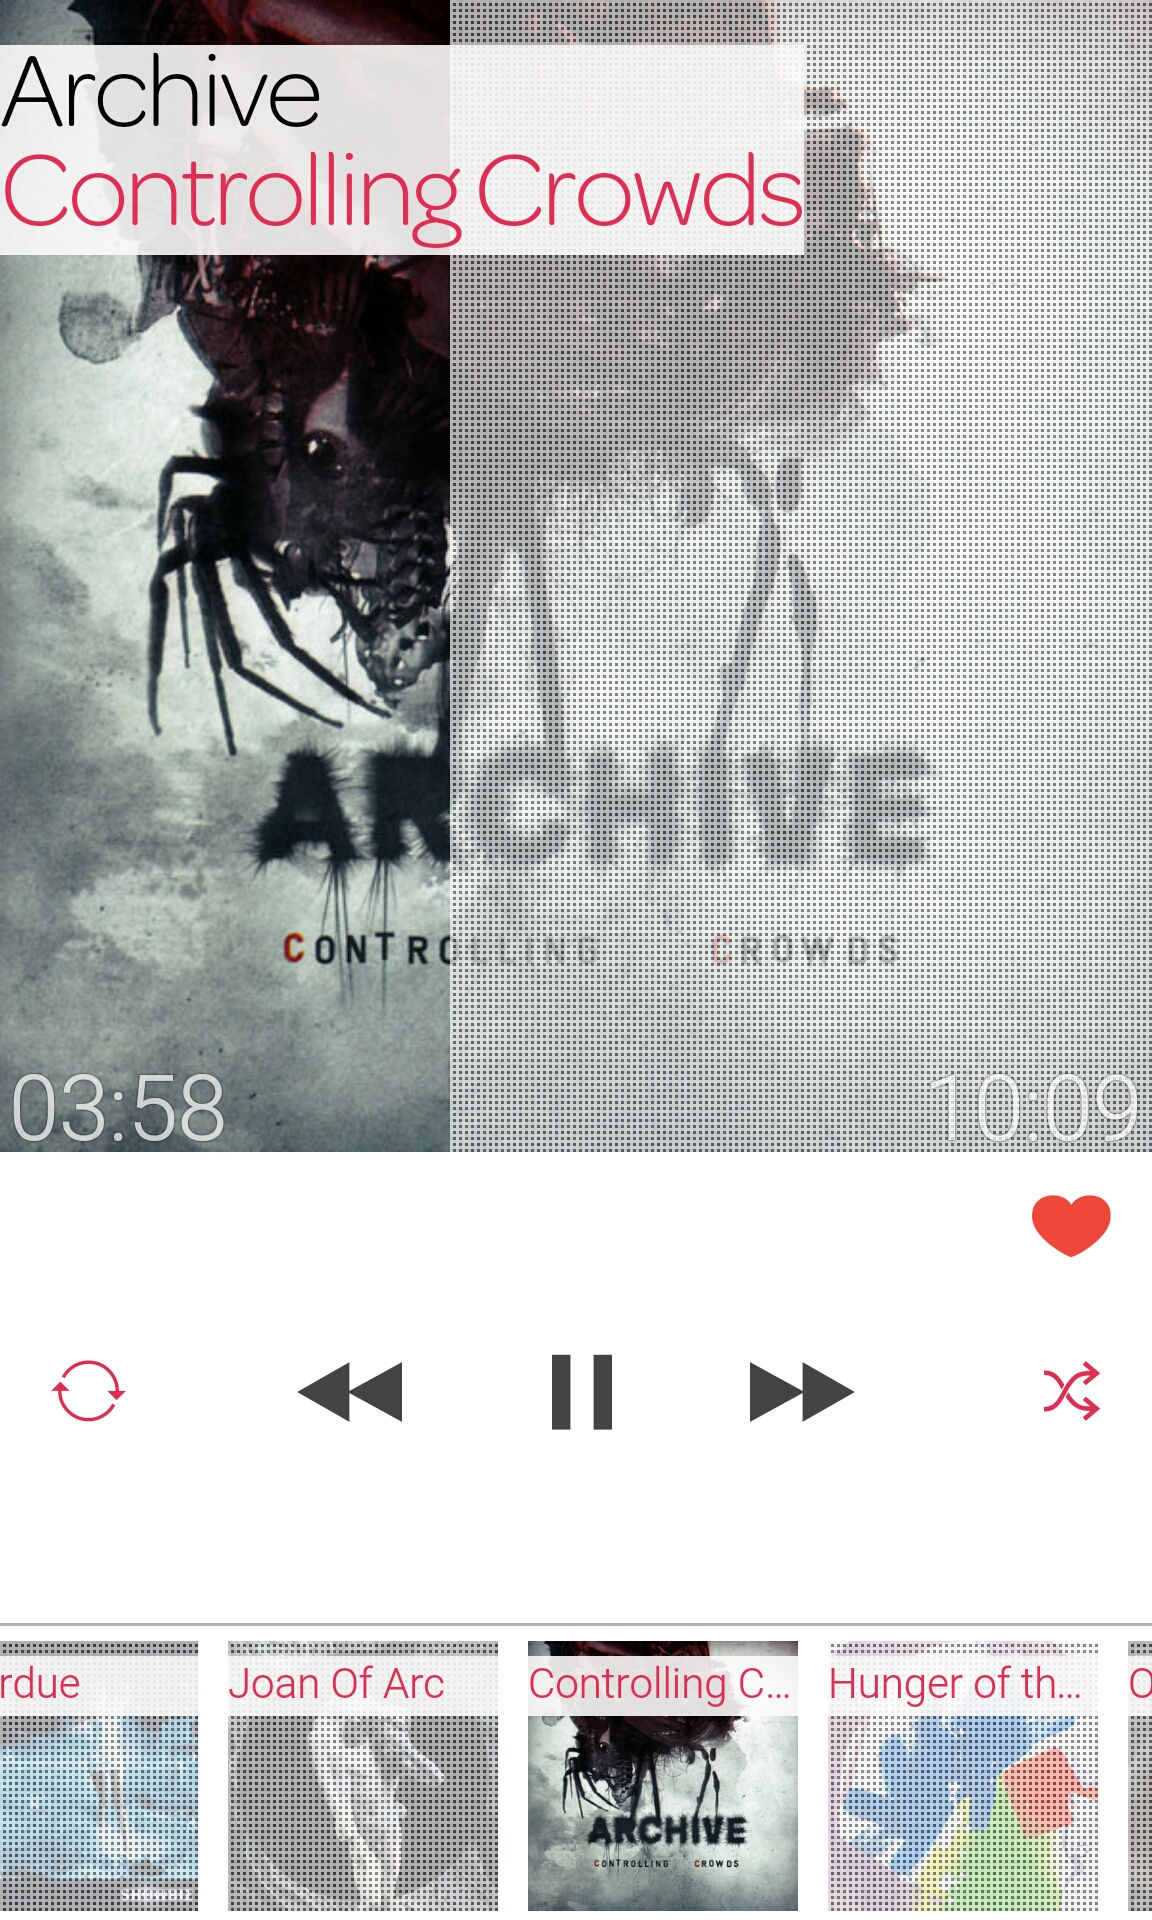 Archive
Controlling Crowds
ARCHIVE
CONTROLLING CROWDS
03:58
10:09
rdue
Joan Of Arc
Controlling C...
Hunger of th...
O
SHOWBIZ
ARCHIVE
CONTROLLING CROWDS